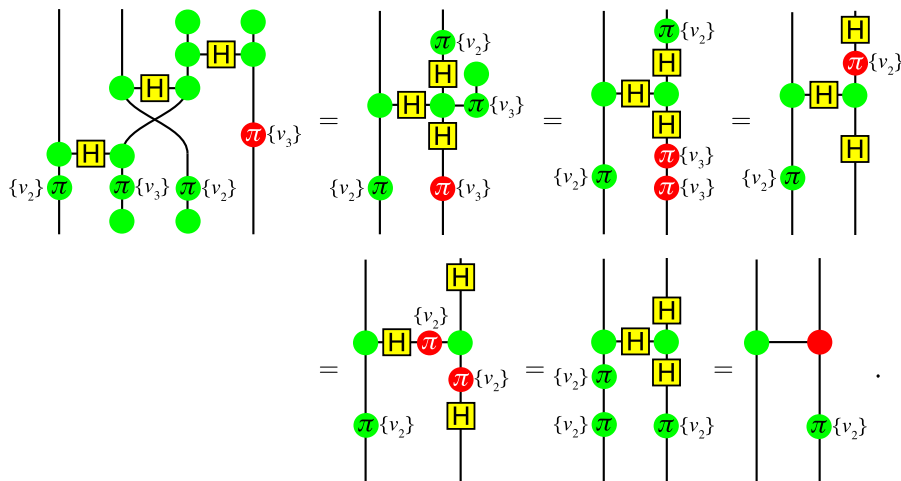 H
H
π {v₃}
H
{v₂} π π {v₃} π {v₂}
=
π {v₂}
H
H π {v₃}
H
{v₂} π π {v₃}
=
π {v₂}
H
H
H
π {v₃}
{v₂} π π {v₃}
=
H
π {v₂}
H
H
{v₂} π
=
H
{v₂}
H π
π {v₂}
H
π {v₂}
=
H
H
{v₂} π H
{v₂} π π {v₂}
=
π {v₂}
.